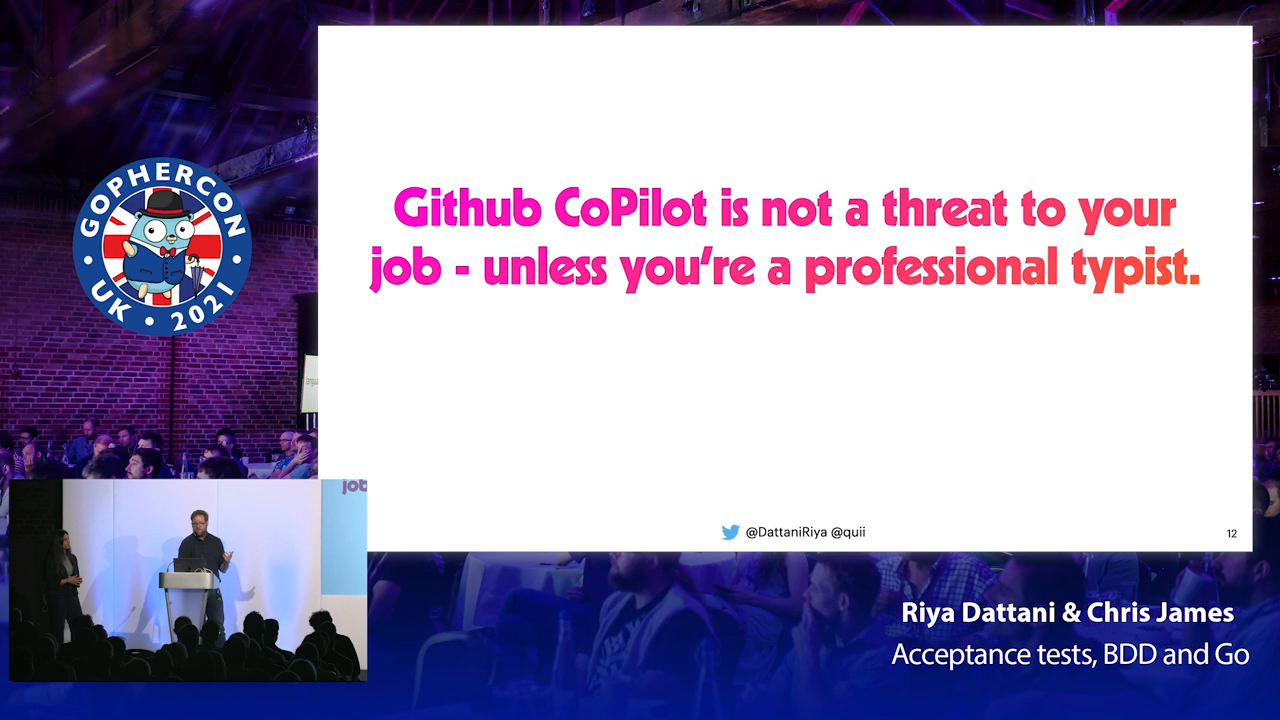 GOPHERCON
UK • 2021
Github CoPilot is not a threat to your
job - unless you're a professional typist.
job
@DattaniRiya @quii
12
Riya Dattani & Chris James
Acceptance tests, BDD and Go